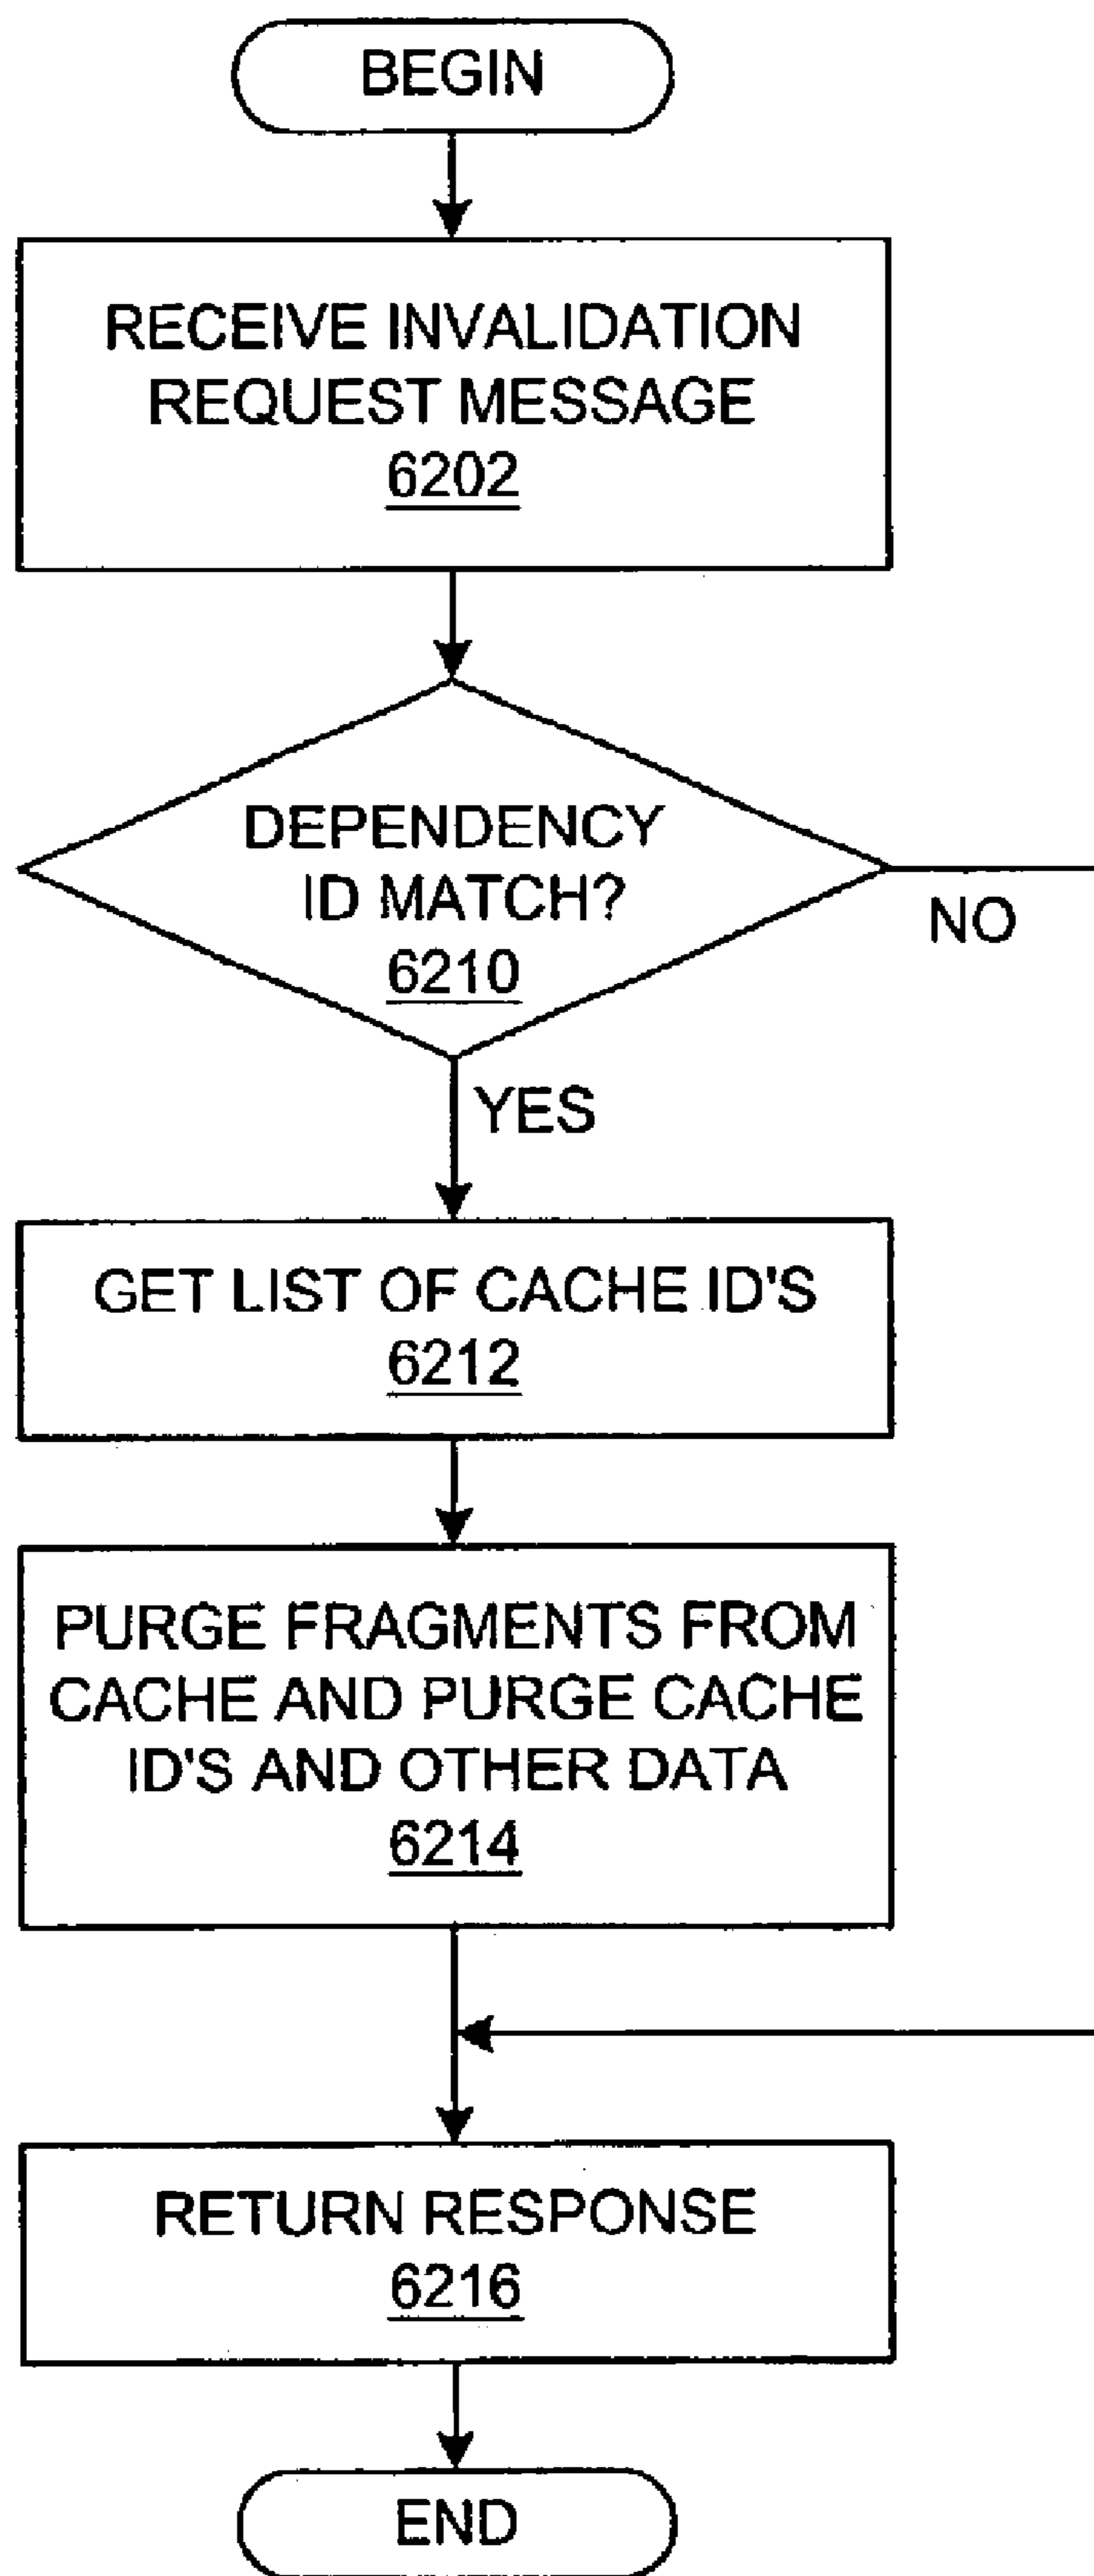 BEGIN
RECEIVE INVALIDATION
REQUEST MESSAGE
6202
DEPENDENCY
ID MATCH?
6210
NO
YES
GET LIST OF CACHE ID'S
6212
PURGE FRAGMENTS FROM
CACHE AND PURGE CACHE
ID'S AND OTHER DATA
6214
RETURN RESPONSE
6216
END